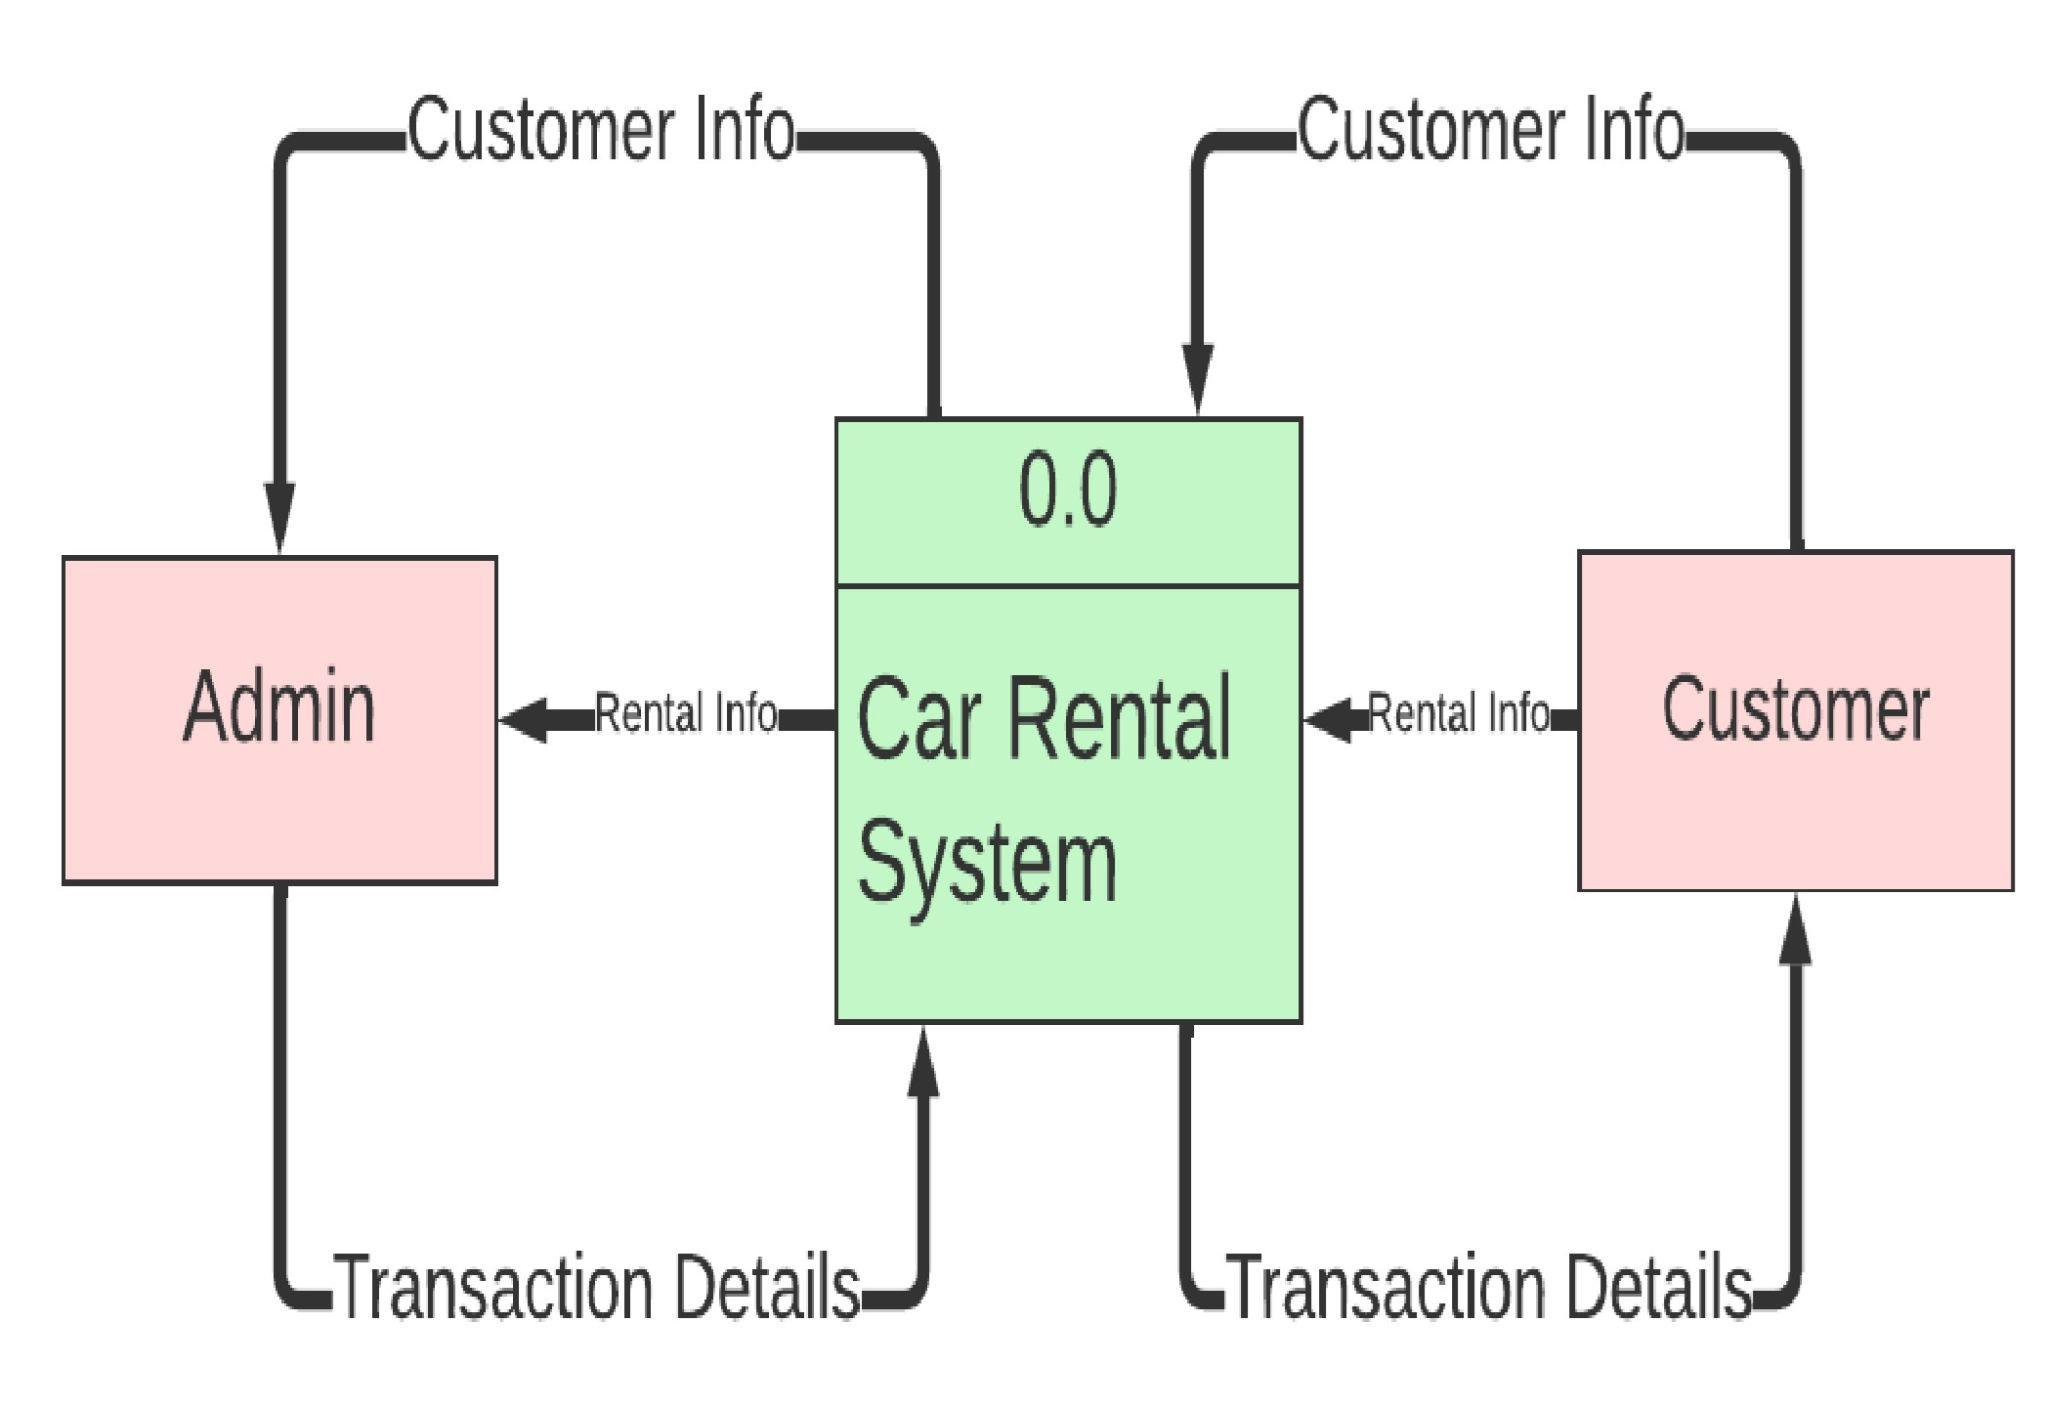 Customer Info
Customer Info
0.0
Admin
Rental Info
Car Rental
System
Rental Info
Customer
Transaction Details
Transaction Details